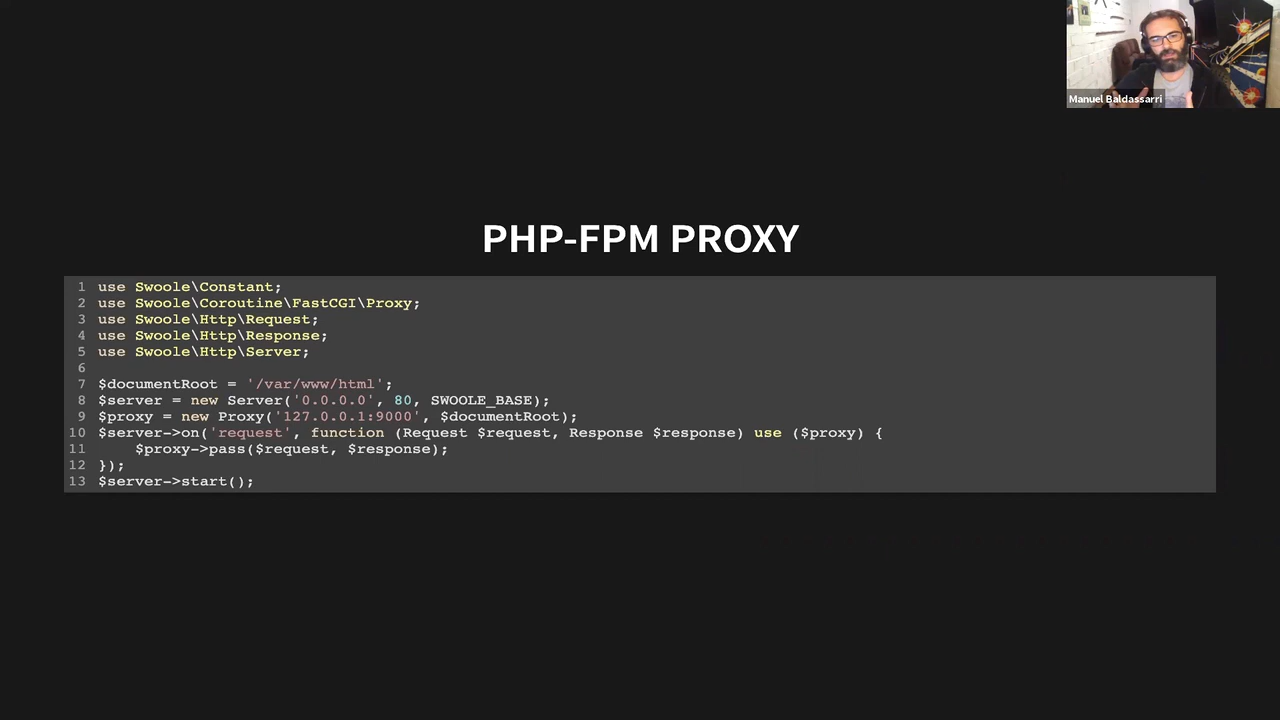 Manuel Baldassarri
PHP-FPM PROXY
1 use Swoole\Constant;
2 use Swoole\Coroutine\FastCGI\Proxy;
3 use Swoole\Http\Request;
4 use Swoole\Http\Response;
5 use Swoole\Http\Server;
6
7 $documentRoot = '/var/www/html';
8 $server = new Server('0.0.0.0', 80, SWOOLE_BASE);
9 $proxy = new Proxy('127.0.0.1:9000', $documentRoot);
10 $server->on('request', function (Request $request, Response $response) use ($proxy) {
11     $proxy->pass($request, $response);
12 });
13 $server->start();